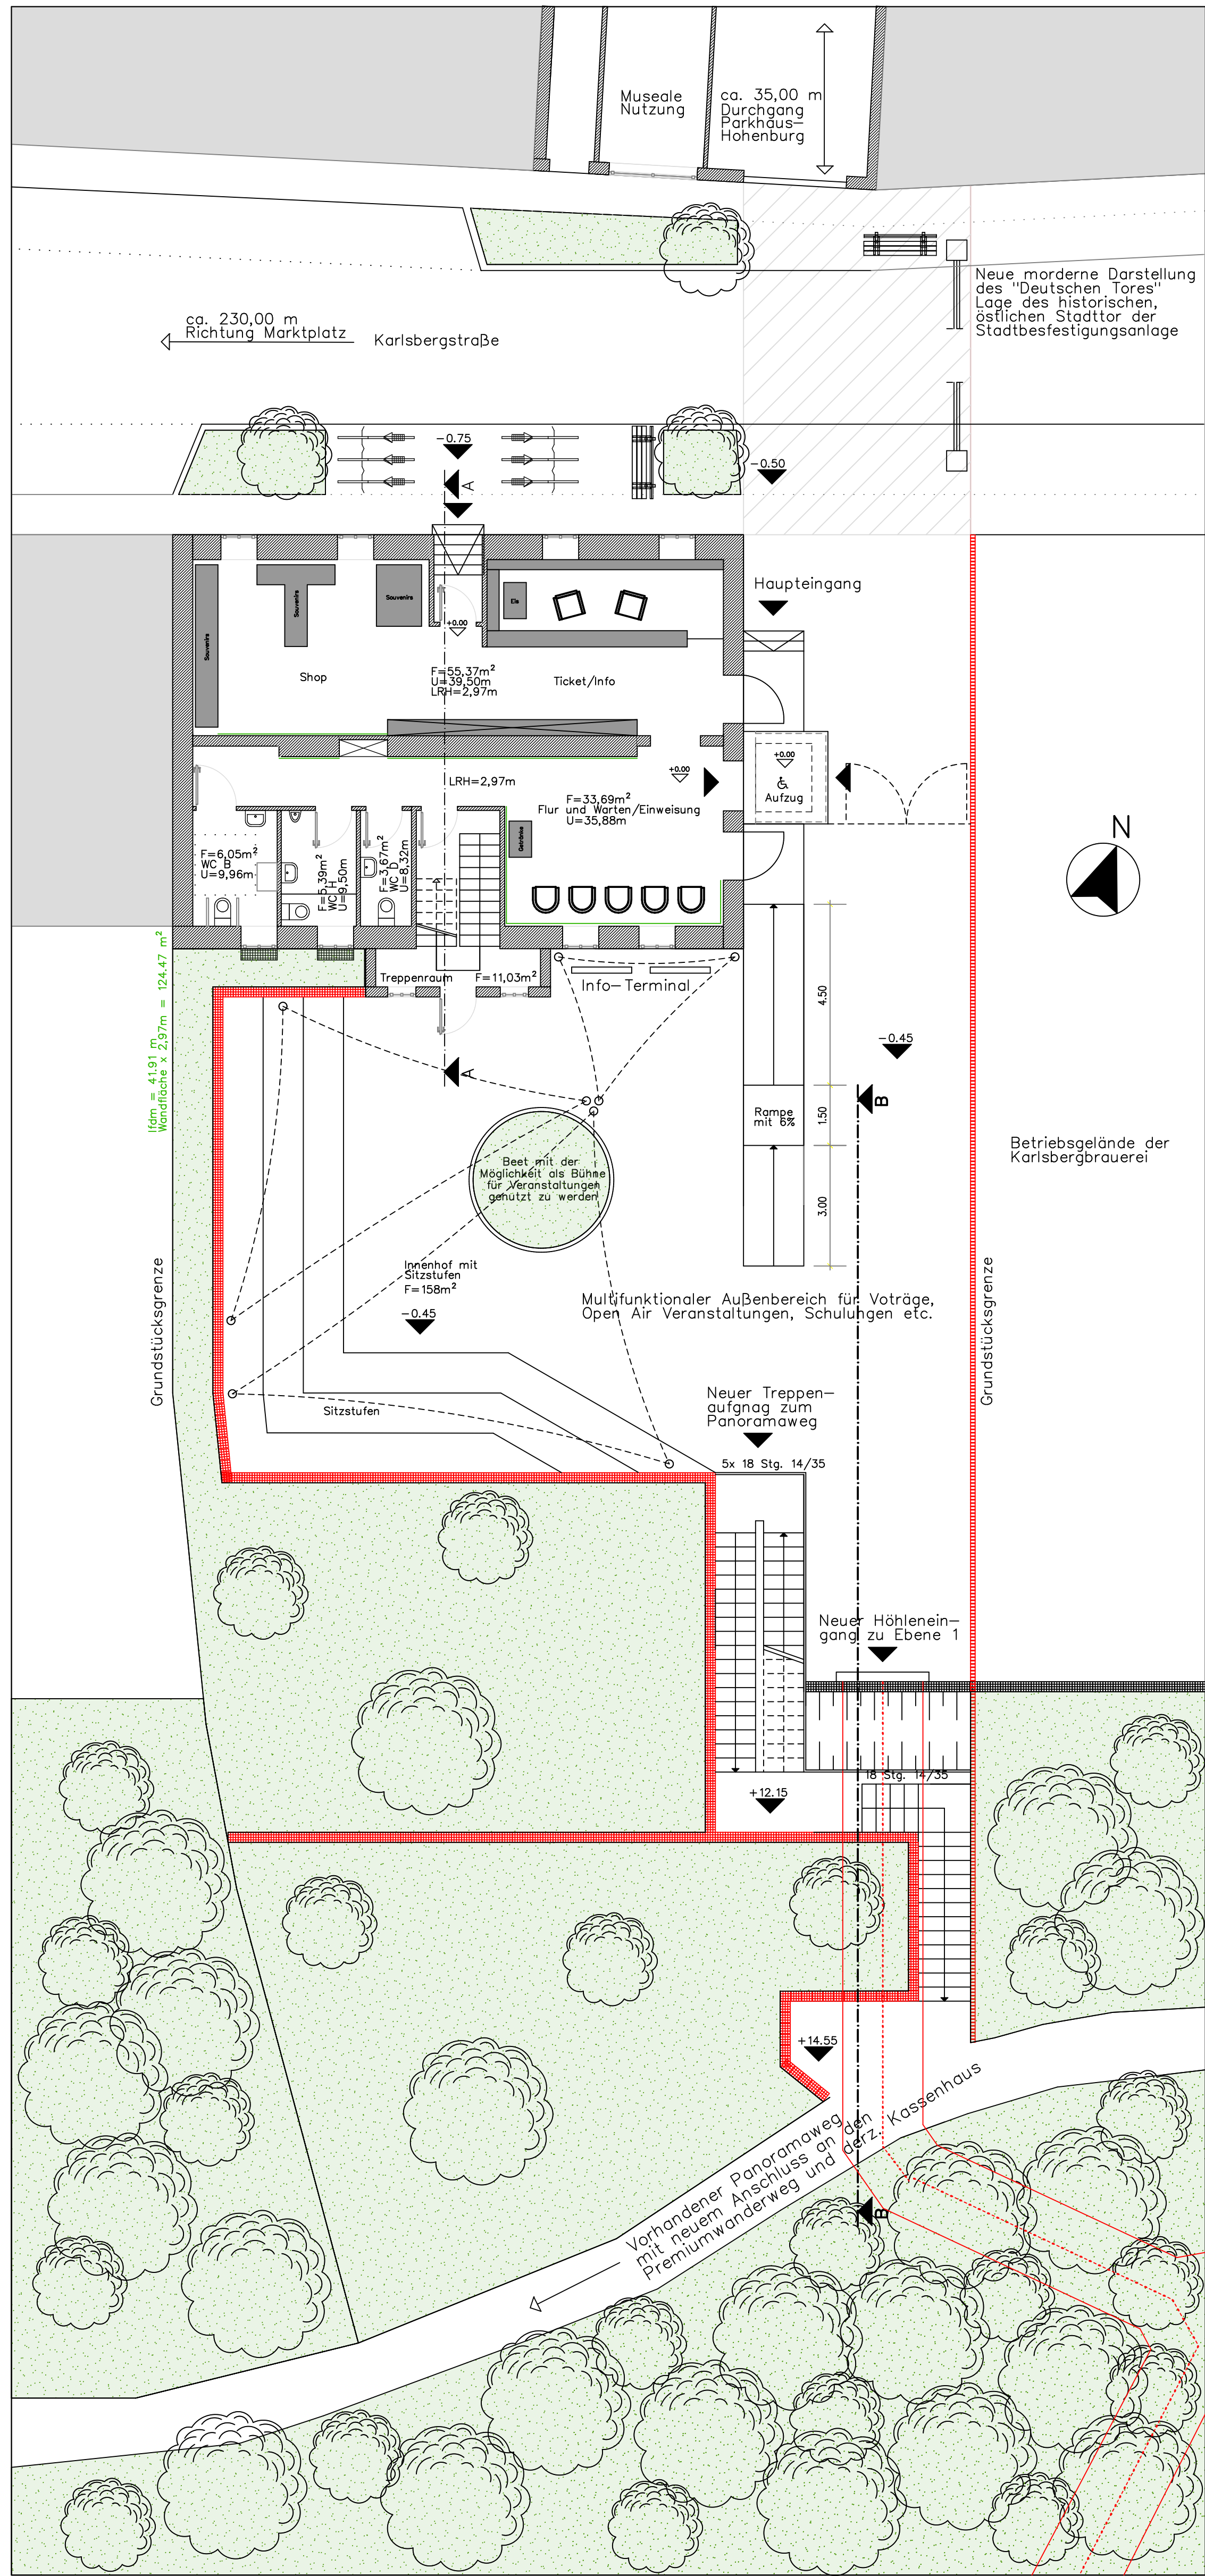 Museale
Nutzung
ca. 35,00 m
Durchgang
Parkhaus-
Hohenburg
Neue morderne Darstellung
des "Deutschen Tores"
Lage des historischen,
östlichen Stadttor der
Stadtbesfestigungsanlage
ca. 230,00 m
Richtung Marktplatz
Karlsbergstraße
-0.75
-0.50
A
Haupteingang
Souvenirs
Souvenirs
Souvenirs
Eis
+0.00
Shop
F=55,37m²
U=39,50m
LRH=2,97m
Ticket/Info
LRH=2,97m
+0.00
+0.00
Aufzug
F=33,69m²
Flur und Warten/Einweisung
U=35,88m
Getränke
F=6,05m²
WC B
U=9,96m
F=5,39m²
WC H
U=9,50m
F=3,67m²
WC D
U=8,32m
N
Treppenraum
F=11,03m²
Info-Terminal
lfdm = 41.91 m
Wandfläche x 2,97m = 124.47 m²
4.50
-0.45
A
B
Rampe
mit 6%
1.50
Betriebsgelände der
Karlsbergbrauerei
Beet mit der
Möglichkeit als Bühne
für Veranstaltungen
genutzt zu werden
3.00
Innenhof mit
Sitzstufen
F=158m²
-0.45
Multifunktionaler Außenbereich für Voträge,
Open Air Veranstaltungen, Schulungen etc.
Grundstücksgrenze
Grundstücksgrenze
Sitzstufen
Neuer Treppen-
aufgnag zum
Panoramaweg
5x 18 Stg. 14/35
Neuer Höhlenein-
gang zu Ebene 1
18 Stg. 14/35
+12.15
+14.55
Vorhandener Panoramaweg
mit neuem Anschluss an den
Premiumwanderweg und derz. Kassenhaus
B